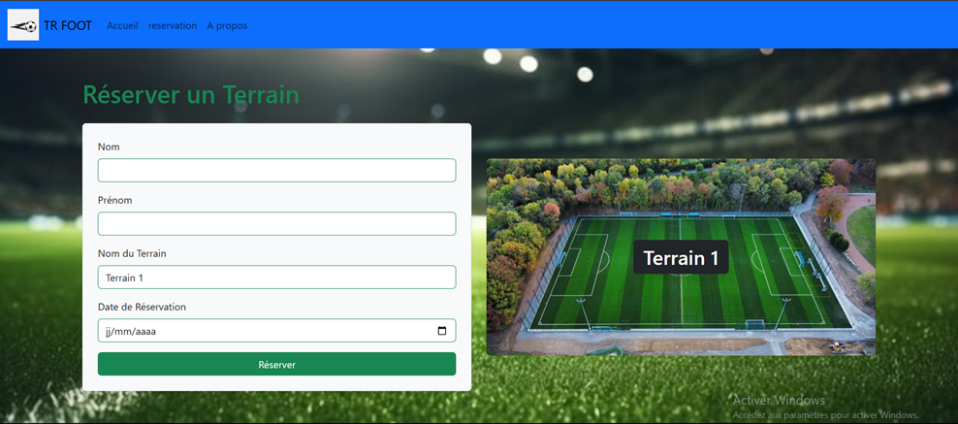 TR FOOT Accueil reservation A propos
Réserver un Terrain
Nom
Prénom
Nom du Terrain
Terrain 1
Date de Réservation
jj/mm/aaaa
Réserver
Terrain 1
Activer Windows
Accédez aux paramètres pour activer Windows.